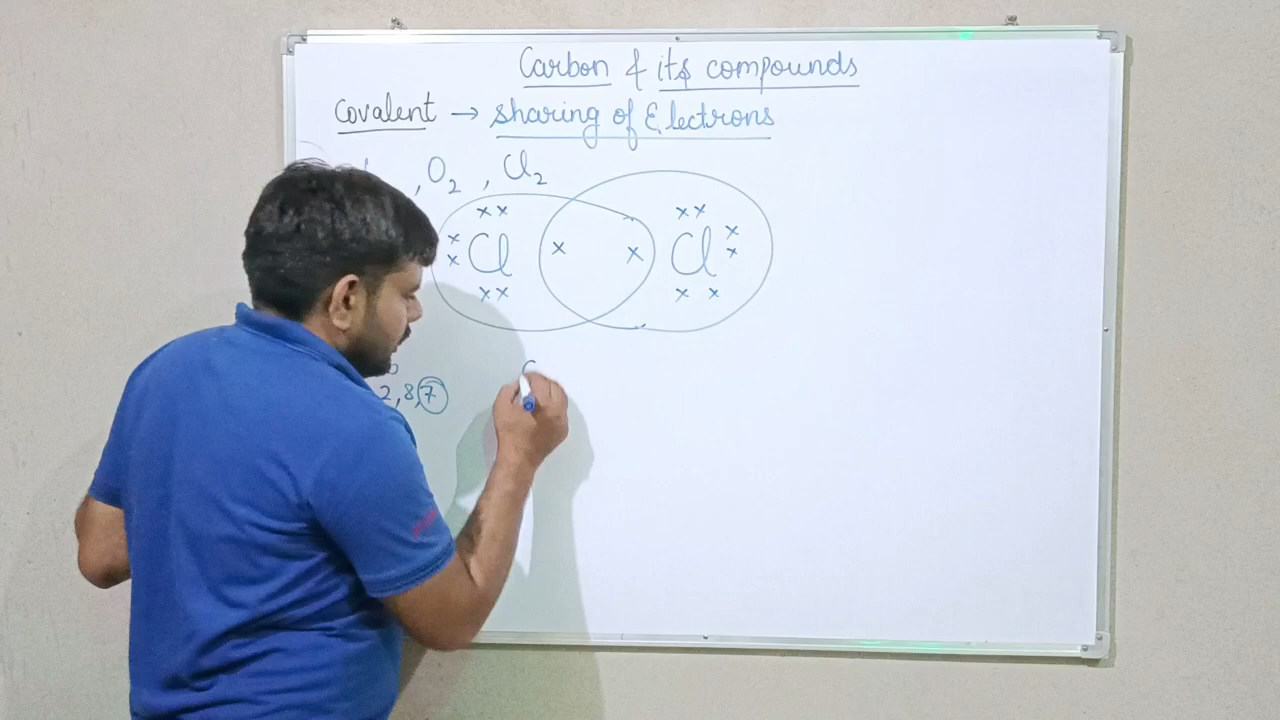 Carbon & its compounds
Covalent → sharing of Electrons
, O₂ , Cl₂
x x x x
x Cl x x Cl x
x x
x x x x
2,8,7
C